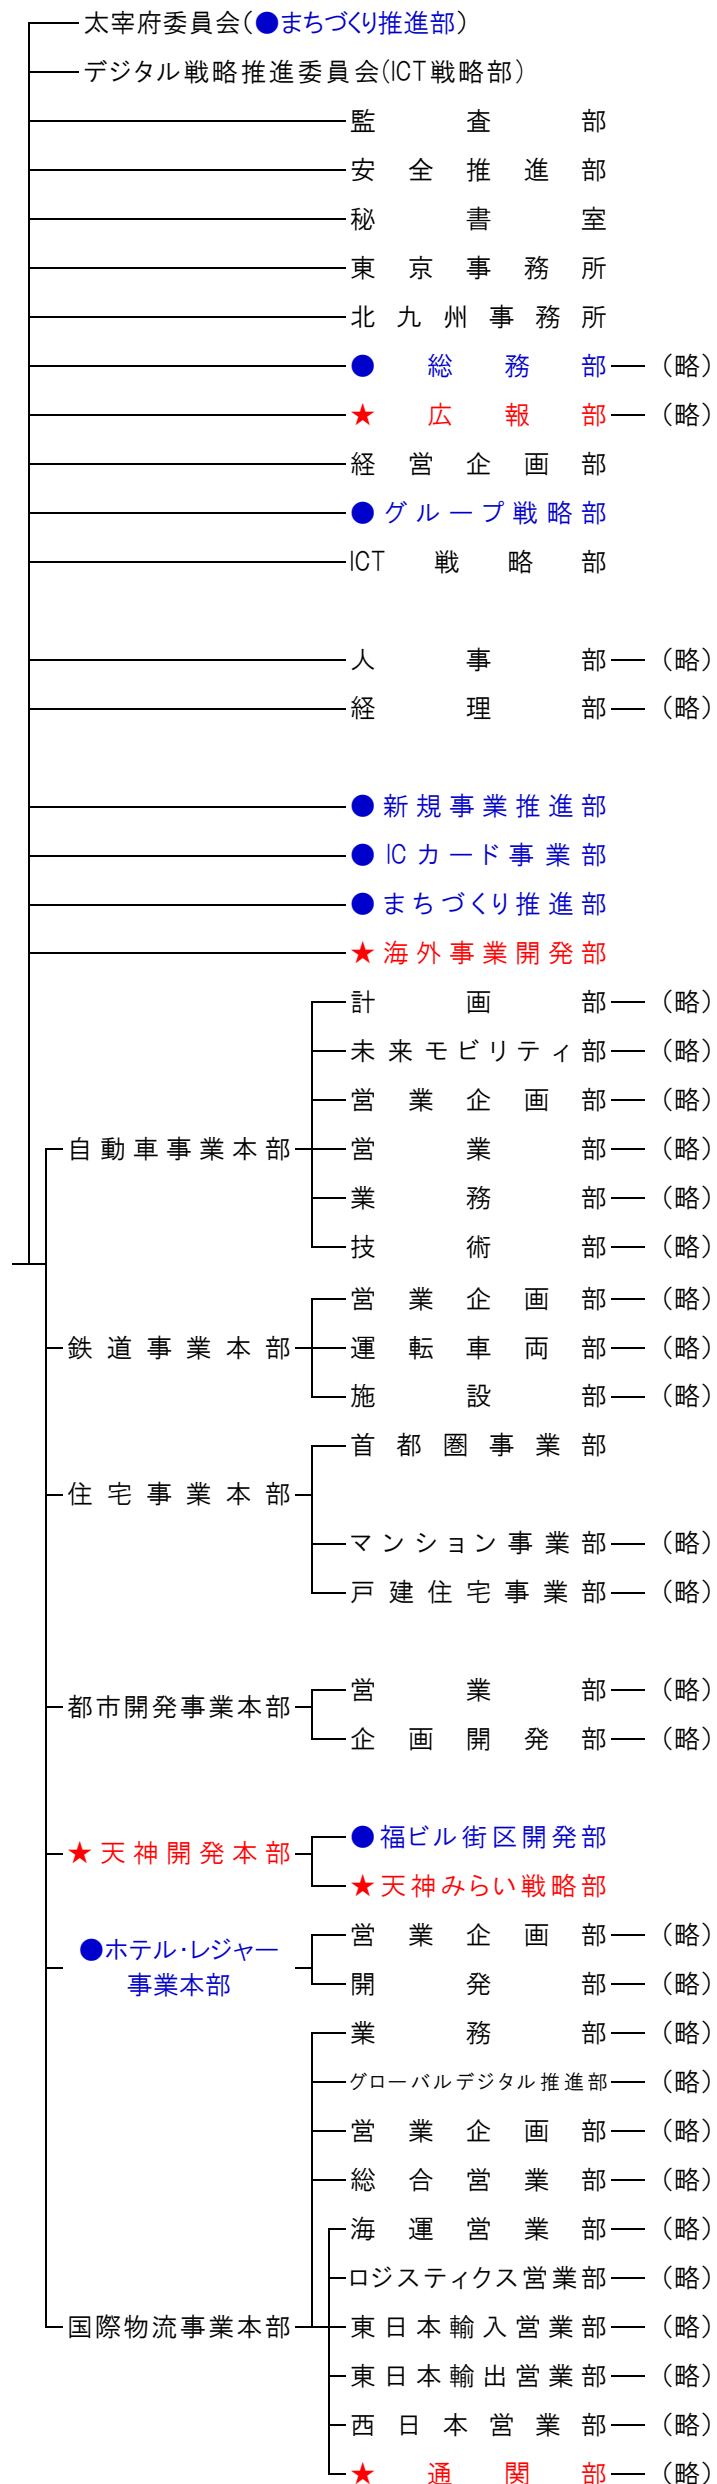 太宰府委員会(●まちづくり推進部)
デジタル戦略推進委員会(ICT戦略部)
監査部
安全推進部
秘書室
東京事務所
北九州事務所
●総務部 (略)
★広報部 (略)
経営企画部
●グループ戦略部
ICT戦略部
人事部 (略)
経理部 (略)
●新規事業推進部
●ICカード事業部
●まちづくり推進部
★海外事業開発部
計画部 (略)
未来モビリティ部 (略)
営業企画部 (略)
自動車事業本部 営業部 (略)
業務部 (略)
技術部 (略)
営業企画部 (略)
鉄道事業本部 運転車両部 (略)
施設部 (略)
首都圏事業部
住宅事業本部
マンション事業部 (略)
戸建住宅事業部 (略)
営業部 (略)
都市開発事業本部
企画開発部 (略)
●福ビル街区開発部
★天神開発本部
★天神みらい戦略部
営業企画部 (略)
●ホテル・レジャー
事業本部
開発部 (略)
業務部 (略)
グローバルデジタル推進部 (略)
営業企画部 (略)
総合営業部 (略)
海運営業部 (略)
ロジスティクス営業部 (略)
国際物流事業本部 東日本輸入営業部 (略)
東日本輸出営業部 (略)
西日本営業部 (略)
★通関部 (略)